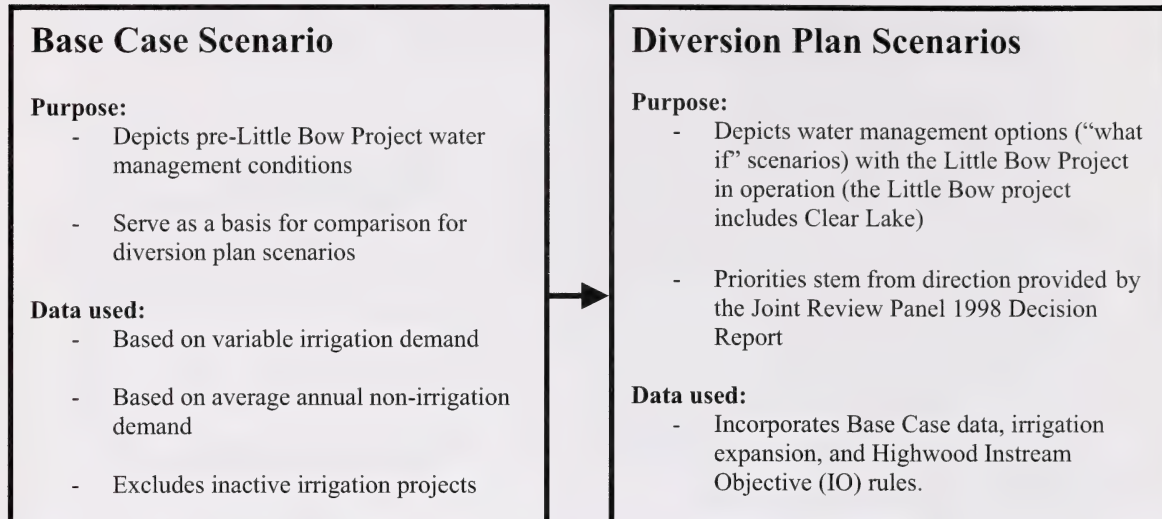 Base Case Scenario
Purpose:
- Depicts pre-Little Bow Project water
management conditions
- Serve as a basis for comparison for
diversion plan scenarios
Data used:
- Based on variable irrigation demand
- Based on average annual non-irrigation
demand
- Excludes inactive irrigation projects
Diversion Plan Scenarios
Purpose:
- Depicts water management options (“what
if” scenarios) with the Little Bow Project
in operation (the Little Bow project
includes Clear Lake)
- Priorities stem from direction provided by
the Joint Review Panel 1998 Decision
Report
Data used:
- Incorporates Base Case data, irrigation
expansion, and Highwood Instream
Objective (IO) rules.